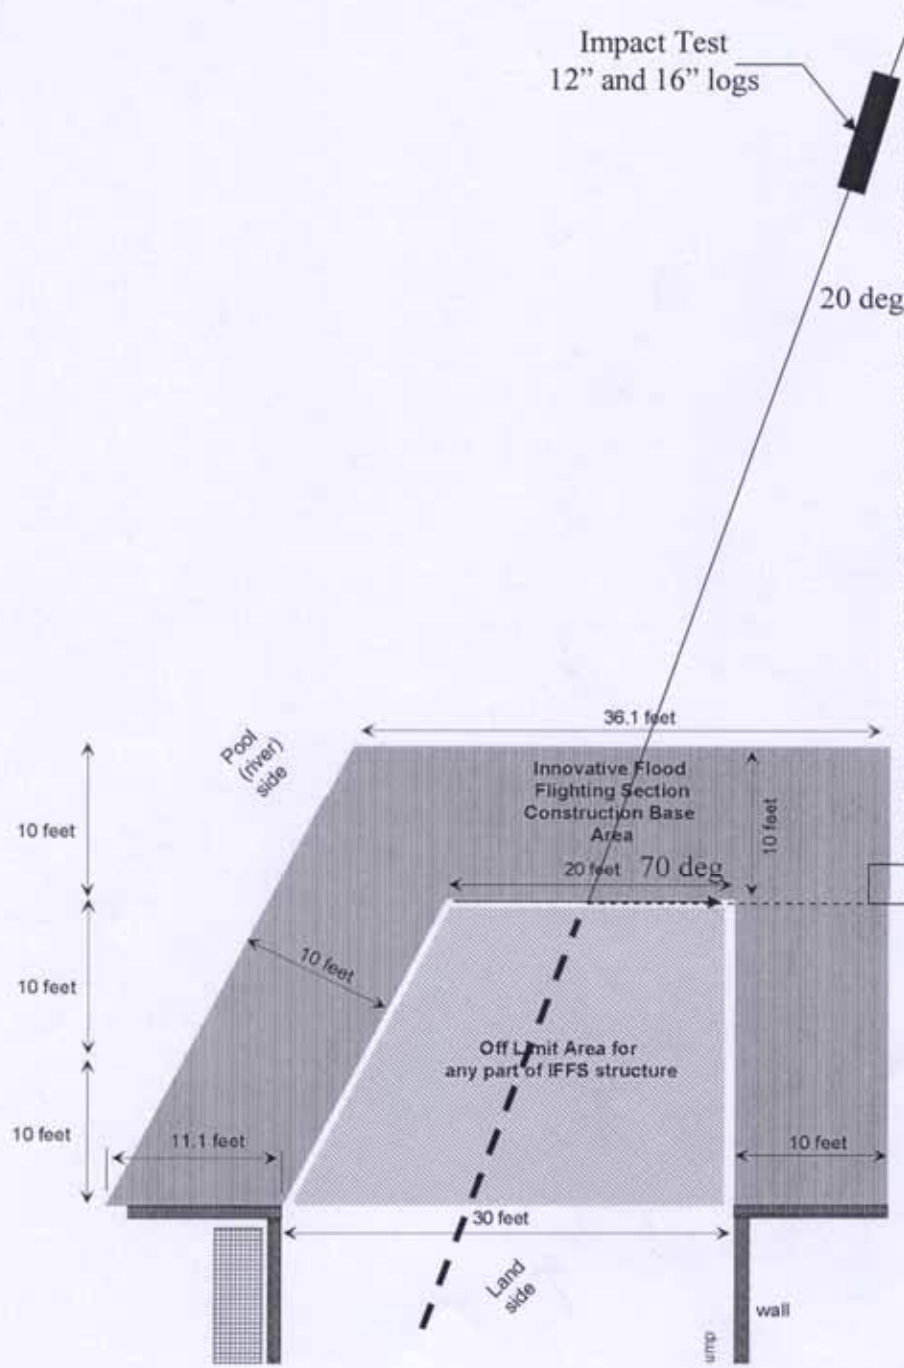 Impact Test
12” and 16” logs
20 deg
36.1 feet
Pool
(river)
side
Innovative Flood
Flighting Section
Construction Base
Area
10 feet
10 feet
20 feet 70 deg
10 feet
10 feet
Off Limit Area for
any part of IFFS structure
10 feet
11.1 feet
10 feet
30 feet
Land
side
wall
ump